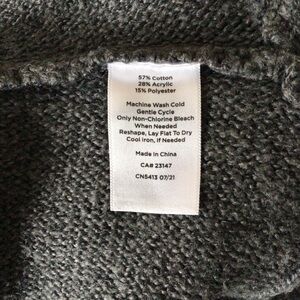 57% Cotton
28% Acrylic
15% Polyester
Machine Wash Cold
Gentle Cycle
Only Non-Chlorine Bleach
When Needed
Reshape, Lay Flat To Dry
Cool Iron, If Needed
Made in China
CA# 23147
CN5413 07/21